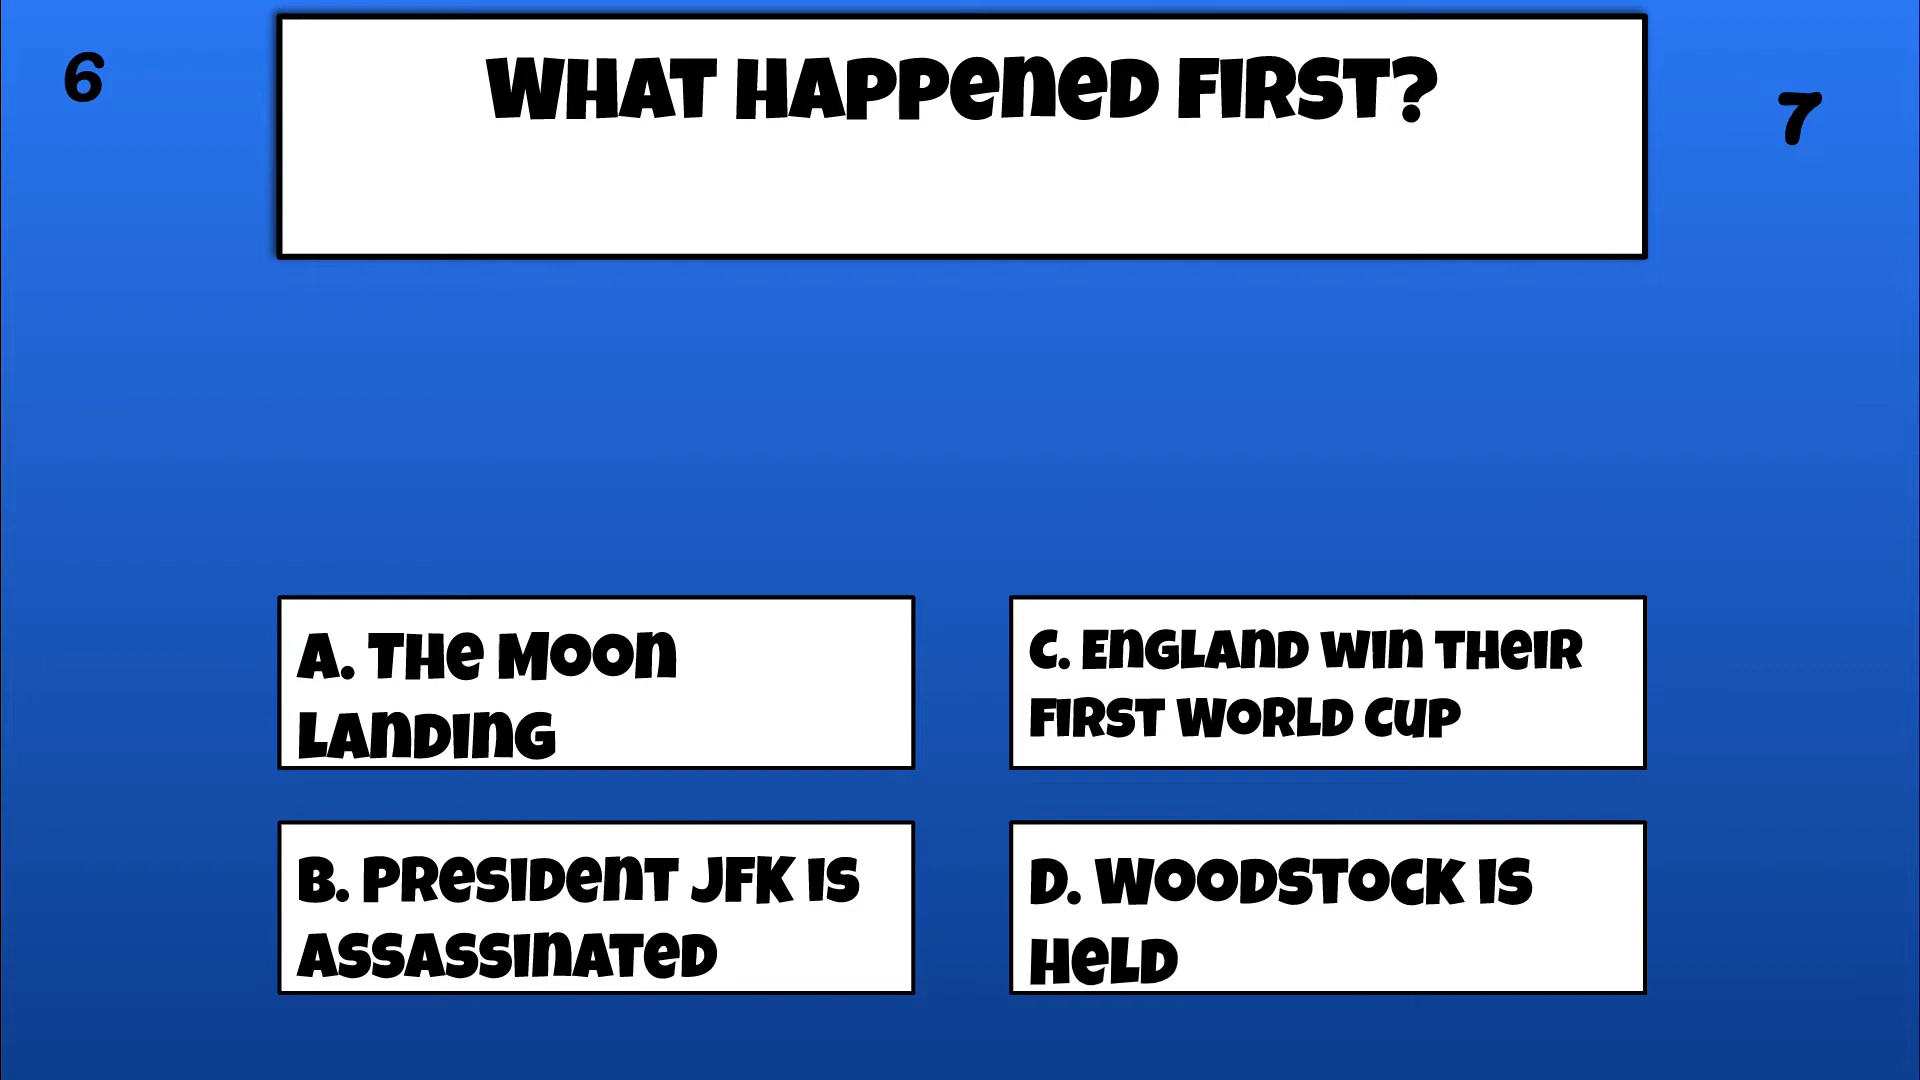 6
WHAT HAPPENED FIRST?
7
A. THE MOON
LANDING
C. ENGLAND WIN THEIR
FIRST WORLD CUP
B. PRESIDENT JFK IS
ASSASSINATED
D. WOODSTOCK IS
HELD